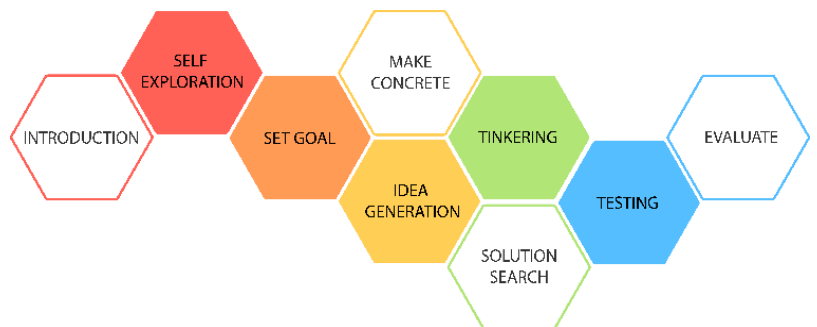 INTRODUCTION
SELF
EXPLORATION
SET GOAL
MAKE
CONCRETE
IDEA
GENERATION
TINKERING
SOLUTION
SEARCH
TESTING
EVALUATE